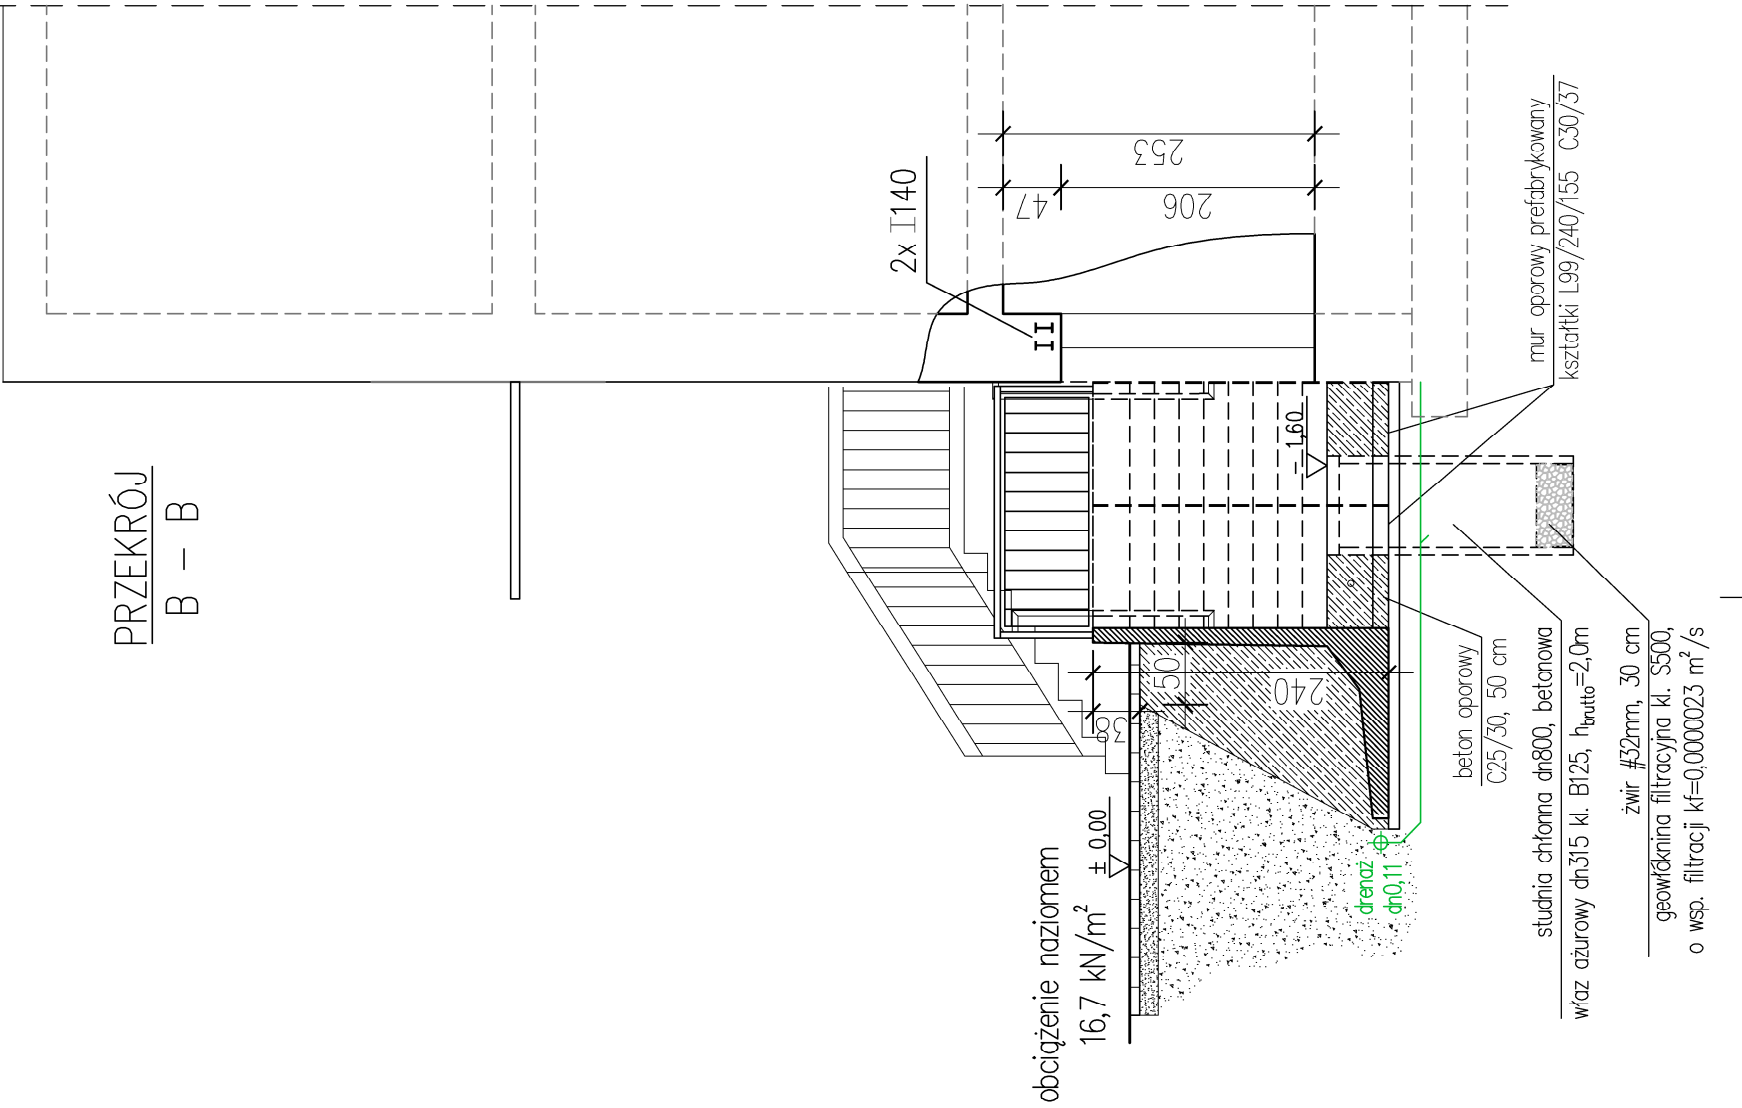 PRZEKRÓJ
B – B
2x II140
47
206
253
mur oporowy prefabrykowany
kształtki L99/240/155 C30/37
- 1,60
50
240
38
± 0,00
obciążenie naziomem
16,7 kN/m²
drenaż
dn0,11
beton oporowy
C25/30, 50 cm
studnia chłonna dn800, betonowa
właz ażurowy dn315 kl. B125, hbrutto=2,0m
żwir #32mm, 30 cm
geowłóknina filtracyjna kl. S500,
o wsp. filtracji kf=0,0000023 m²/s